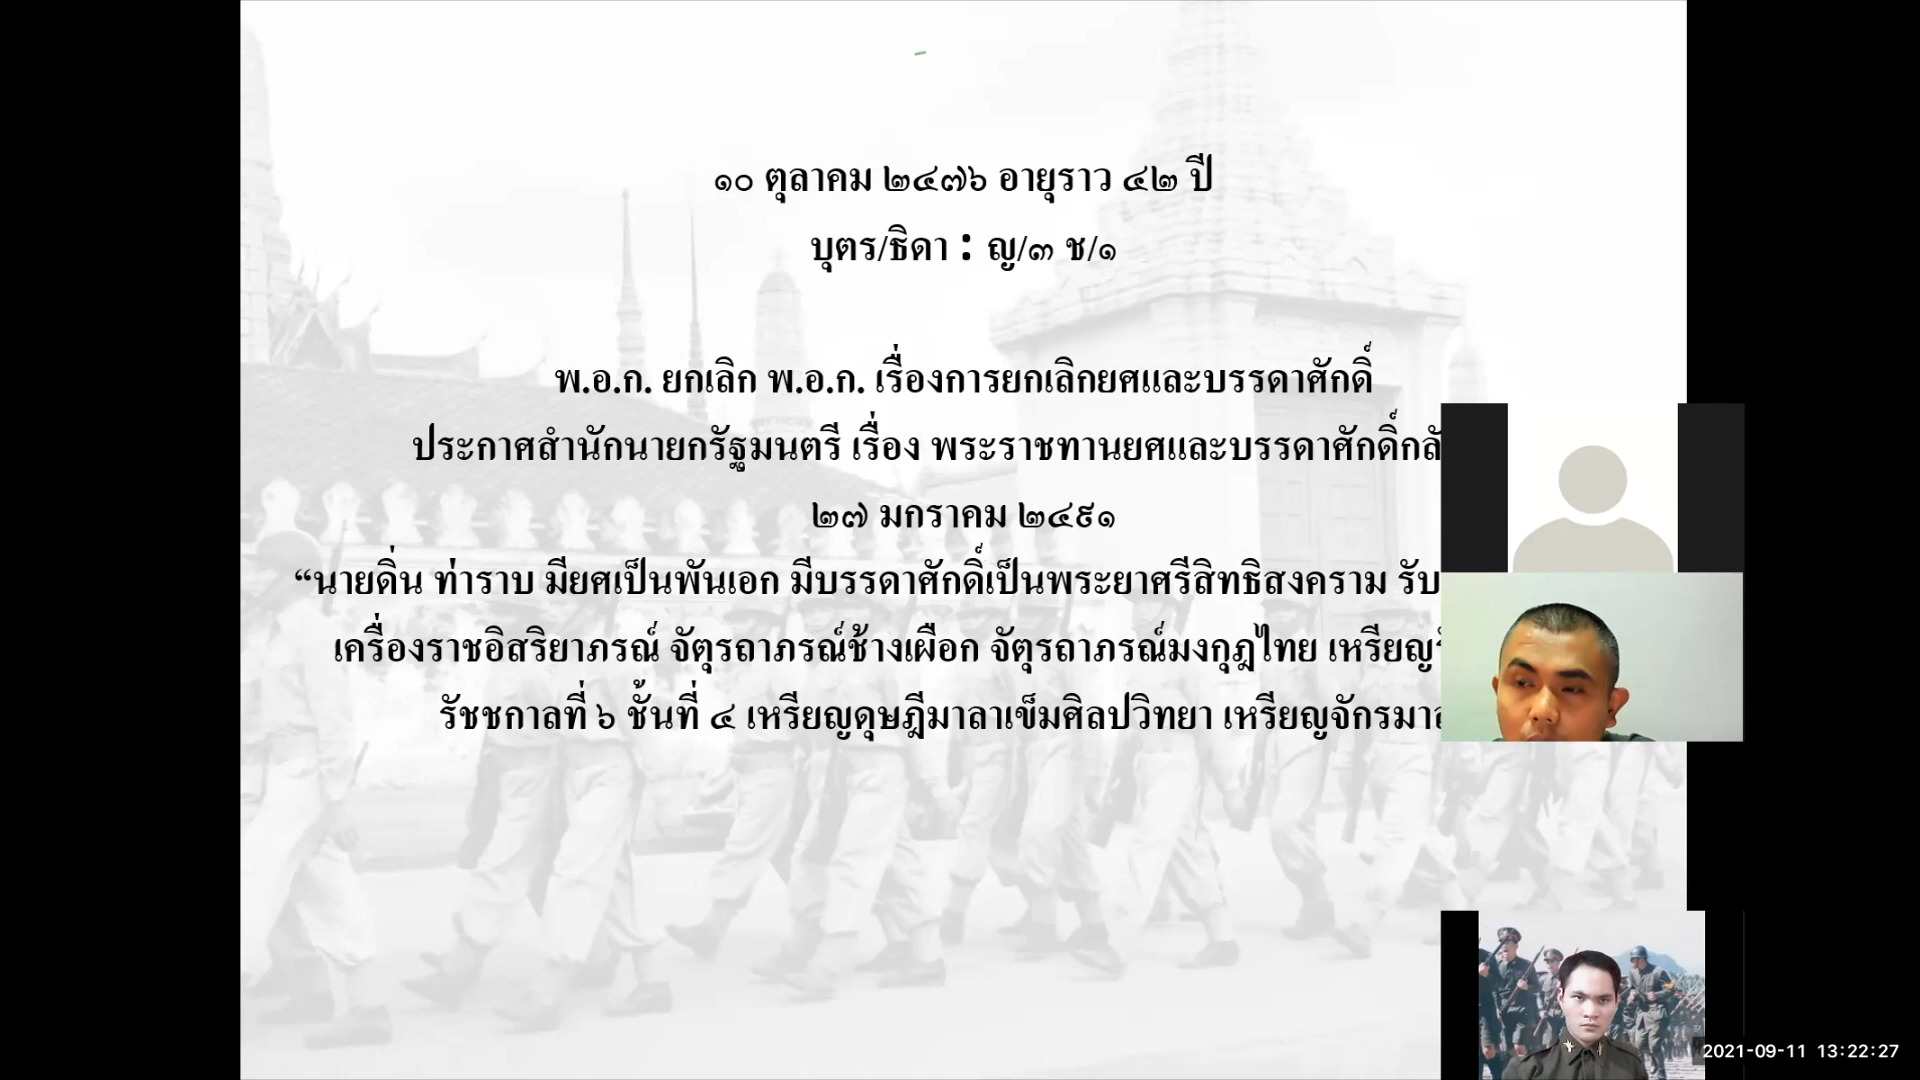 ๑๐ ตุลาคม ๒๔๗๖ อายุราว ๔๒ ปี
บุตร/ธิดา : ญ/๓ ช/๑
พ.อ.ก. ยกเลิก พ.อ.ก. เรื่องการยกเลิกยศและบรรดาศักดิ์
ประกาศสำนักนายกรัฐมนตรี เรื่อง พระราชทานยศและบรรดาศักดิ์
๒๗ มกราคม ๒๔๙๑
“นายดิ่น ท่าราบ มียศเป็นพันเอก มีบรรดาศักดิ์เป็นพระยาศรีสิทธิสงคราม รับ
เครื่องราชอิสริยาภรณ์ จัตุรถาภรณ์ช้างเผือก จัตุรถาภรณ์มงกุฎไทย เหรียญ
รัชชกาลที่ ๖ ชั้นที่ ๔ เหรียญดุษฎีมาลาเข็มศิลปวิทยา เหรียญจักรมา
2021-09-11 13:22:27